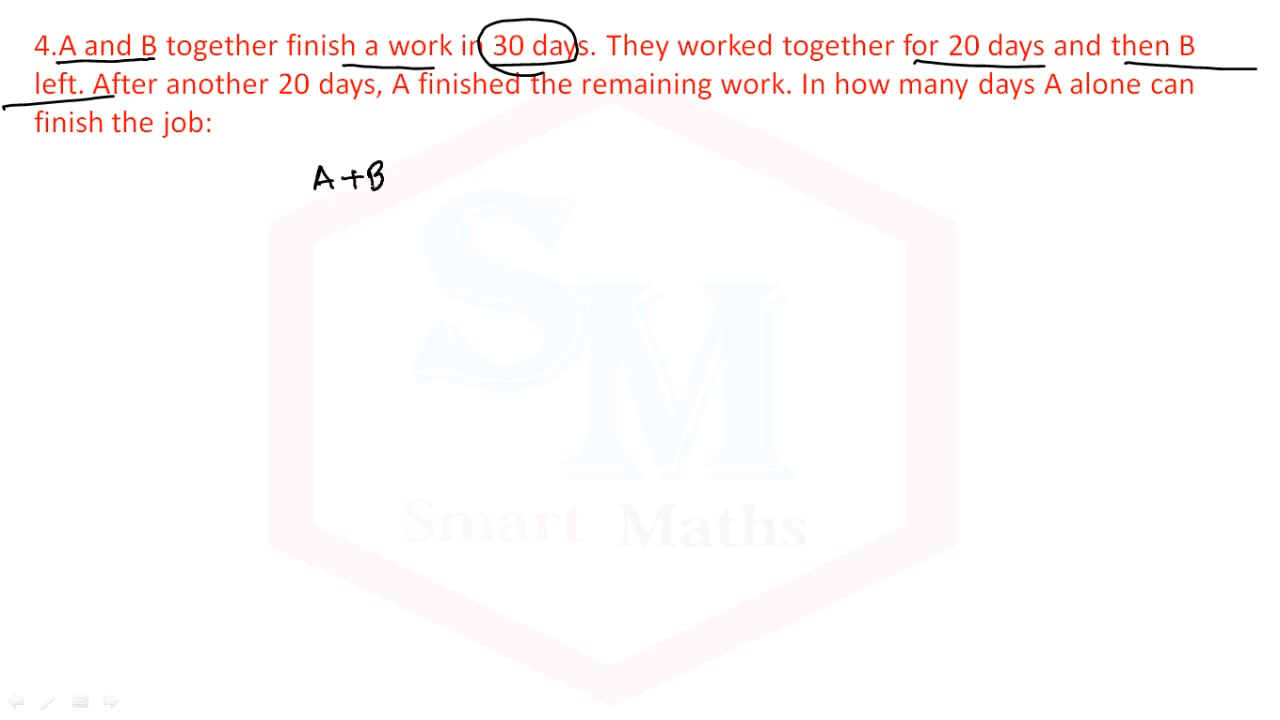 4.A and B together finish a work in 30 days. They worked together for 20 days and then B
left. After another 20 days, A finished the remaining work. In how many days A alone can
finish the job:
A+B
SM
Smart Maths